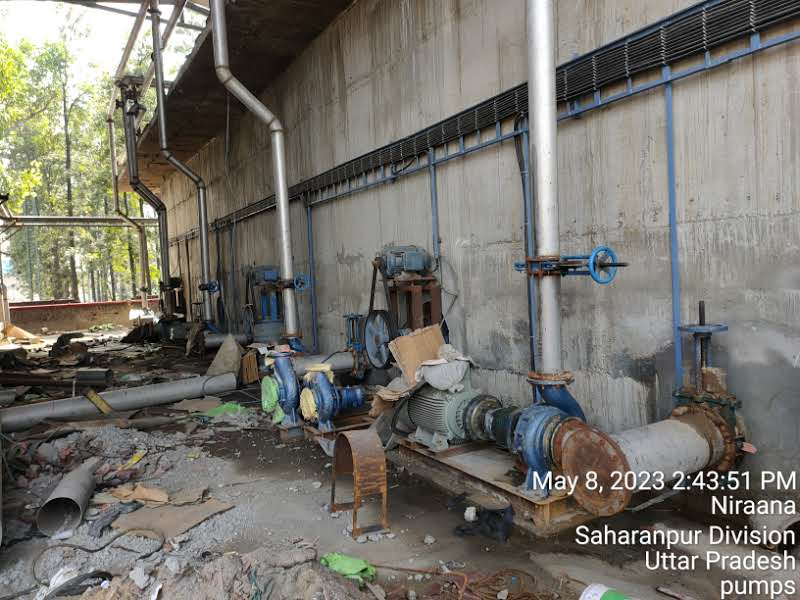 May 8, 2023 2:43:51 PM
Niraana
Saharanpur Division
Uttar Pradesh
pumps